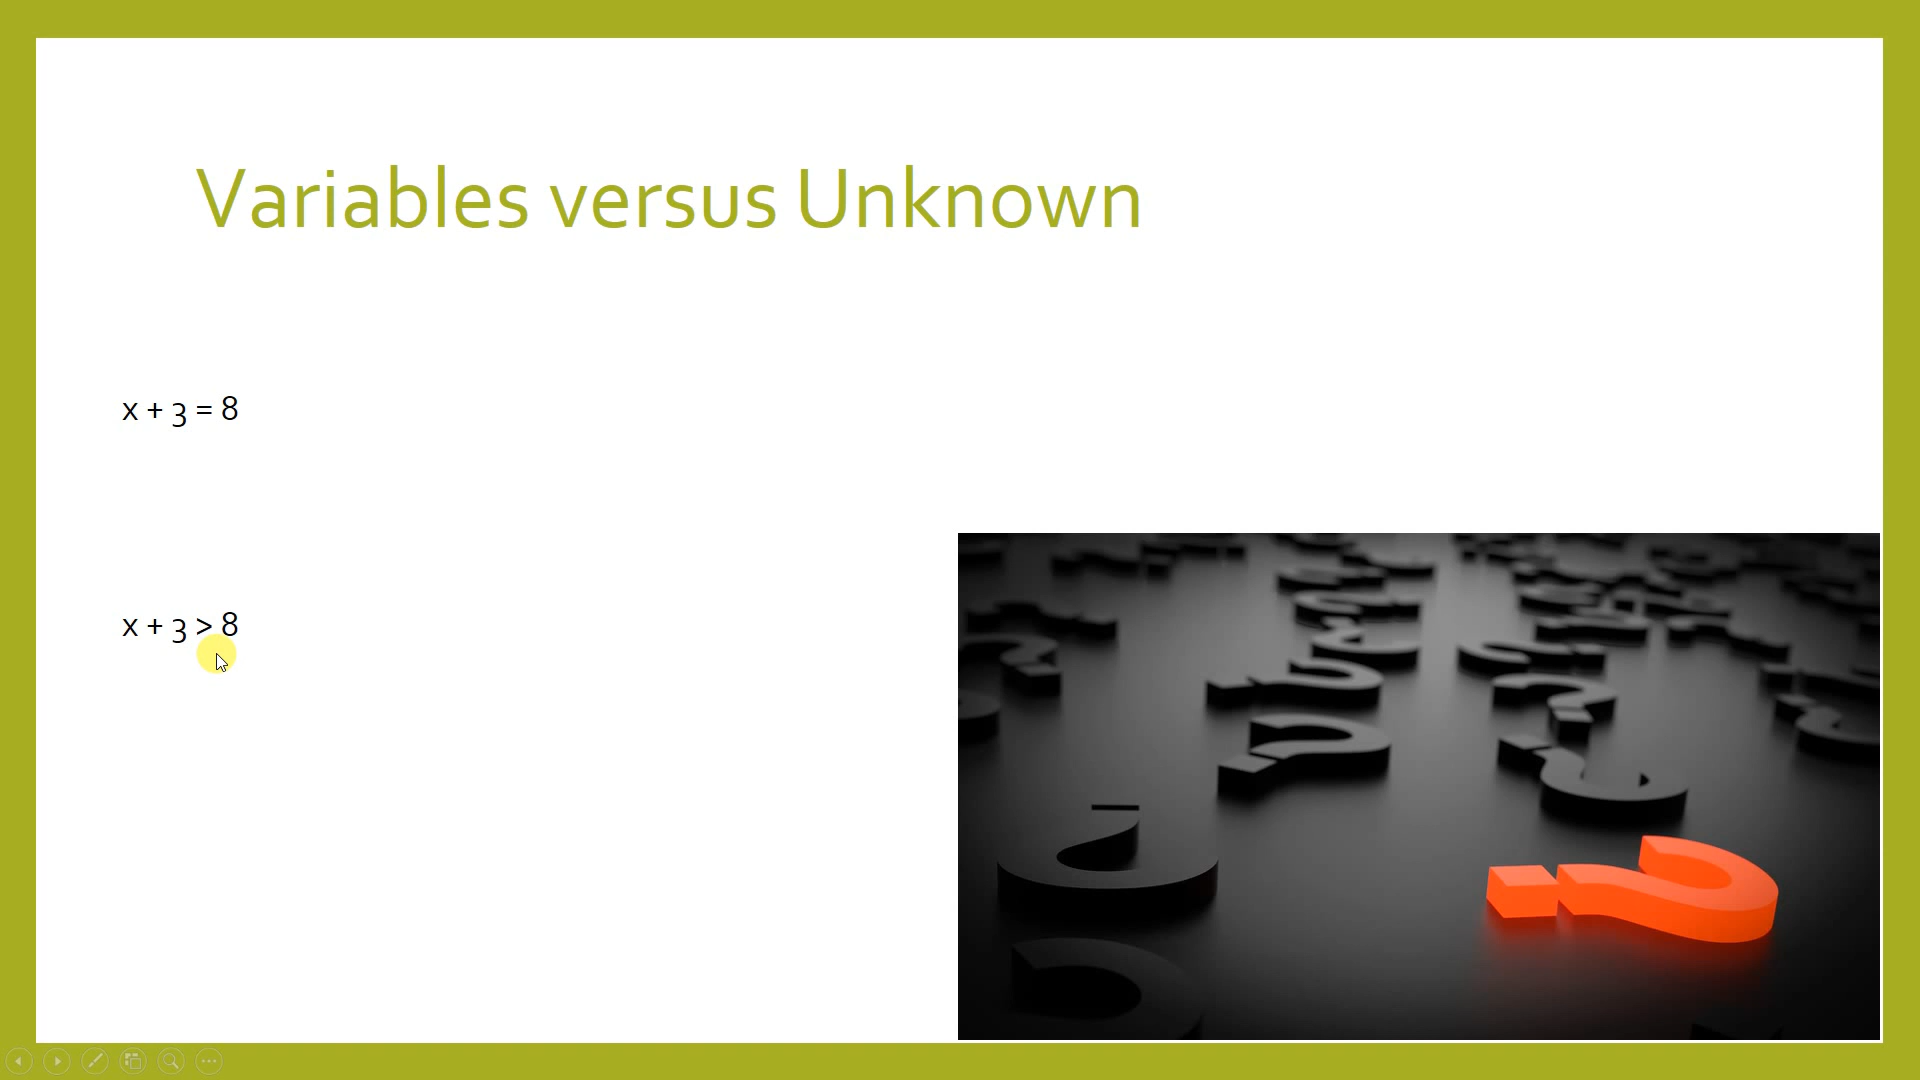 Variables versus Unknown
x + 3 = 8
x + 3 > 8